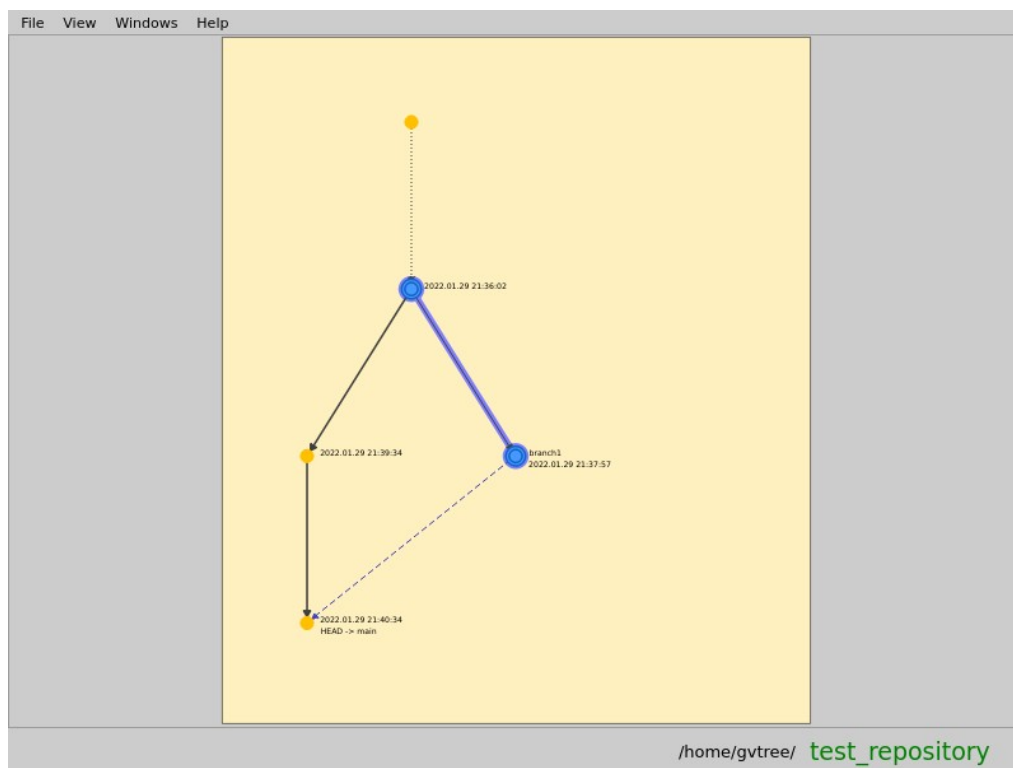 File View Windows Help
2022.01.29 21:36:02
2022.01.29 21:39:34
branch1
2022.01.29 21:37:57
2022.01.29 21:40:34
HEAD -> main
/home/gvtree/ test_repository